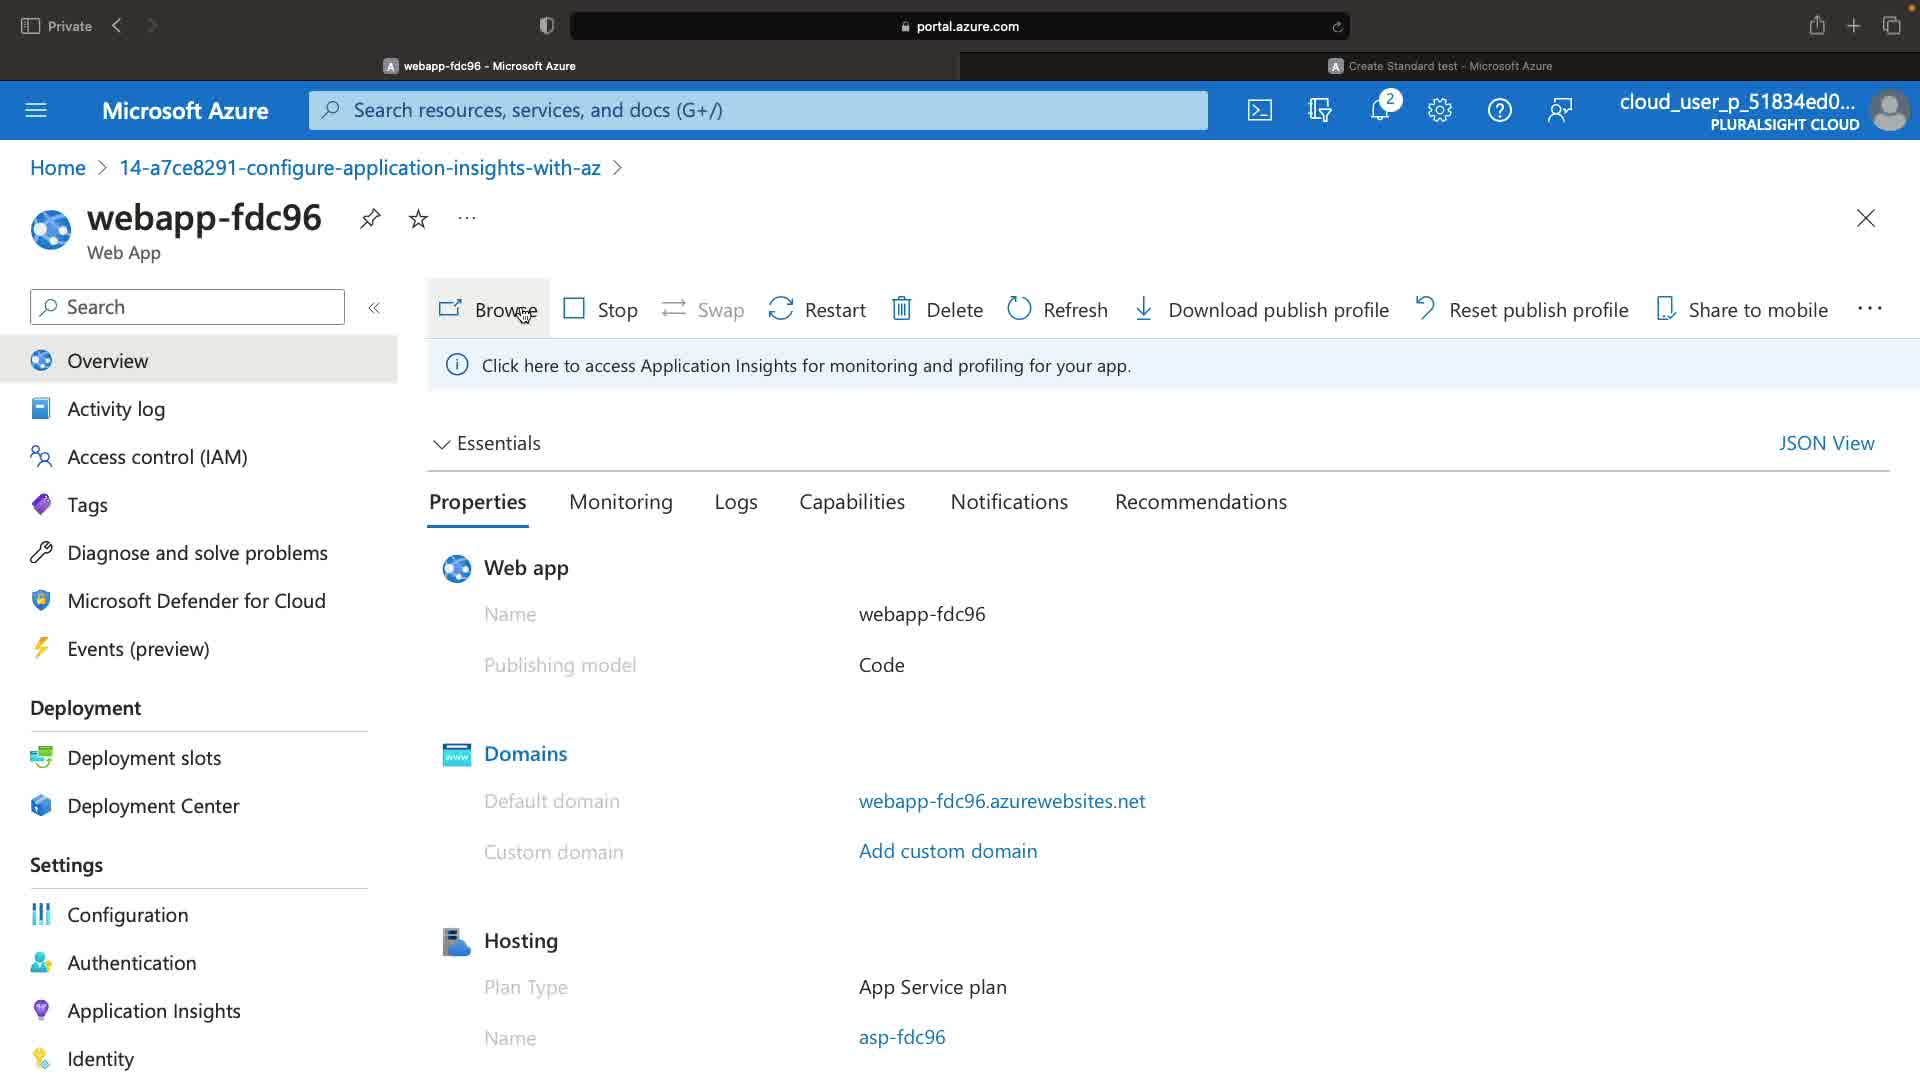 Private
portal.azure.com
webapp-fdc96 - Microsoft Azure
Create Standard test - Microsoft Azure
Microsoft Azure
Search resources, services, and docs (G+/)
2
cloud_user_p_51834ed0...
PLURALSIGHT CLOUD
Home > 14-a7ce8291-configure-application-insights-with-az >
webapp-fdc96
Web App
Search
Browse
Stop
Swap
Restart
Delete
Refresh
Download publish profile
Reset publish profile
Share to mobile
Overview
Activity log
Access control (IAM)
Tags
Diagnose and solve problems
Microsoft Defender for Cloud
Events (preview)
Deployment
Deployment slots
Deployment Center
Settings
Configuration
Authentication
Application Insights
Identity
Click here to access Application Insights for monitoring and profiling for your app.
Essentials
JSON View
Properties
Monitoring
Logs
Capabilities
Notifications
Recommendations
Web app
Name webapp-fdc96
Publishing model Code
www
Domains
Default domain webapp-fdc96.azurewebsites.net
Custom domain Add custom domain
Hosting
Plan Type App Service plan
Name asp-fdc96